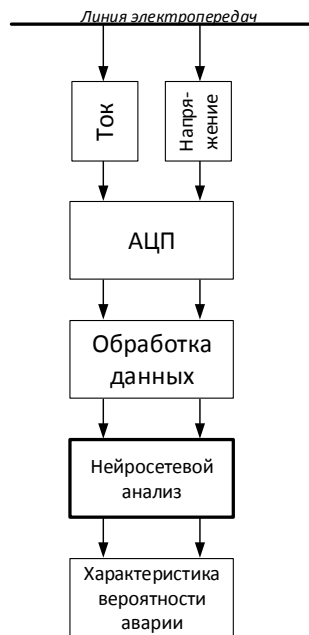 Линия электропередач
Ток
Напря-
жение
АЦП
Обработка
данных
Нейросетевой
анализ
Характеристика
вероятности
аварии